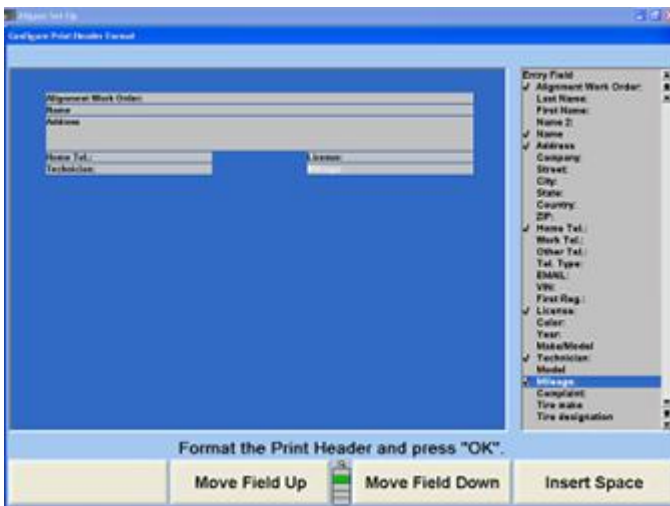 Aligner Set-Up
Configure Print Header Format
Alignment Work Order:
Name
Address
Home Tel.:
License:
Technician:
Mileage:
Entry Field
✓ Alignment Work Order:
Last Name:
First Name:
Name 2:
✓ Name
✓ Address
Company:
Street:
City:
State:
Country:
ZIP:
✓ Home Tel.:
Work Tel.:
Other Tel.:
Tel. Type:
EMAIL:
VIN:
First Reg.:
✓ License:
Color:
Year:
Make/Model
✓ Technician:
Model
✓ Mileage:
Complaint:
Tire make
Tire designation
Format the Print Header and press "OK".
Move Field Up
Move Field Down
Insert Space